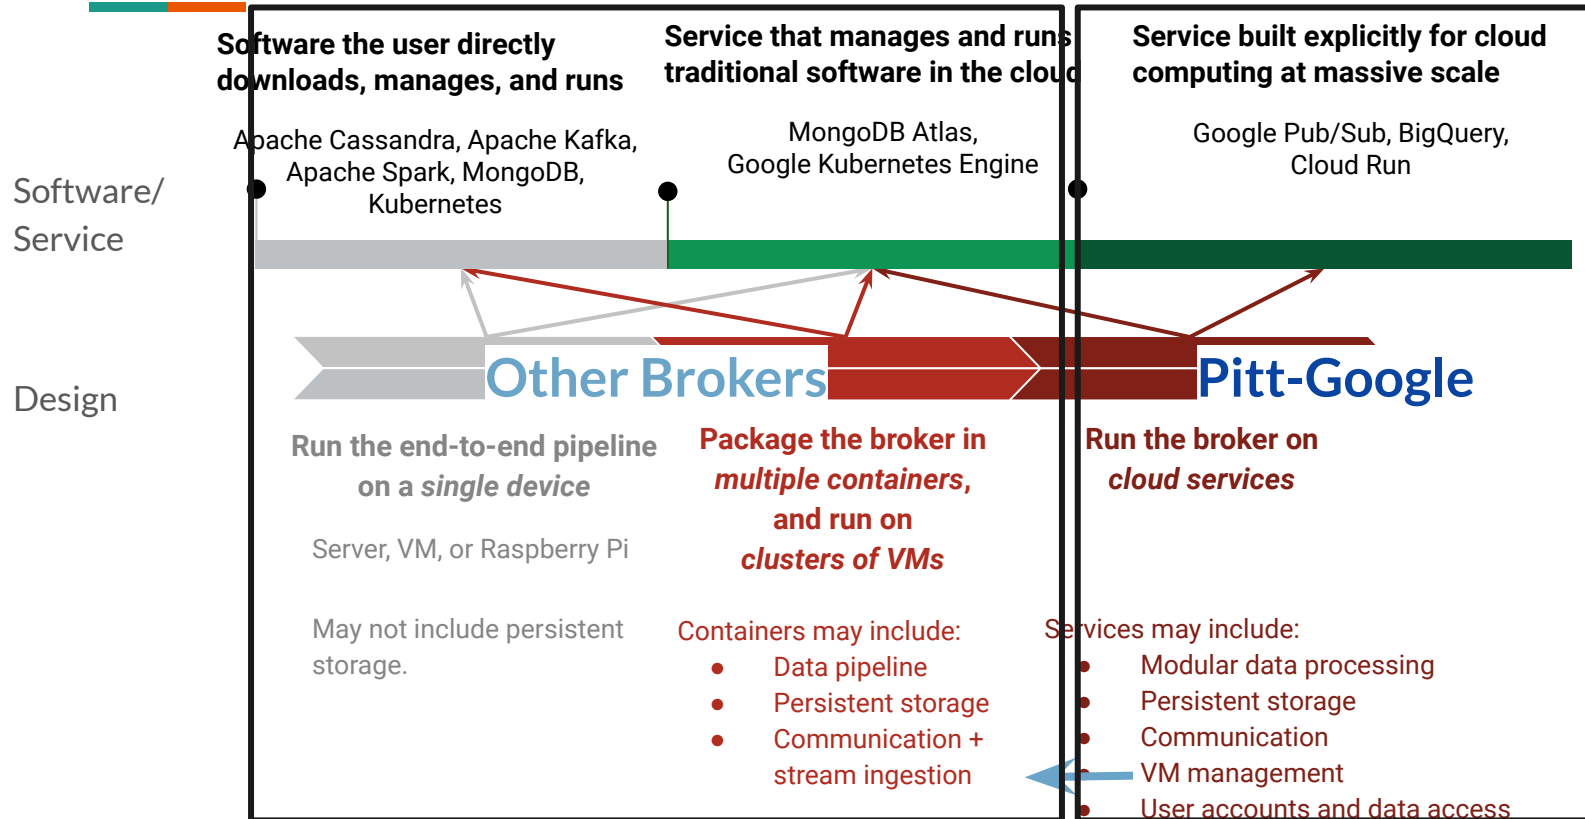 Software the user directly
downloads, manages, and runs
Service that manages and runs
traditional software in the cloud
Service built explicitly for cloud
computing at massive scale
Apache Cassandra, Apache Kafka,
Apache Spark, MongoDB,
Kubernetes
MongoDB Atlas,
Google Kubernetes Engine
Google Pub/Sub, BigQuery,
Cloud Run
Software/
Service
Design
Other Brokers
Pitt-Google
Run the end-to-end pipeline
on a single device
Server, VM, or Raspberry Pi
May not include persistent
storage.
Package the broker in
multiple containers,
and run on
clusters of VMs
Containers may include:
● Data pipeline
● Persistent storage
● Communication +
stream ingestion
Run the broker on
cloud services
Services may include:
● Modular data processing
● Persistent storage
● Communication
● VM management
● User accounts and data access